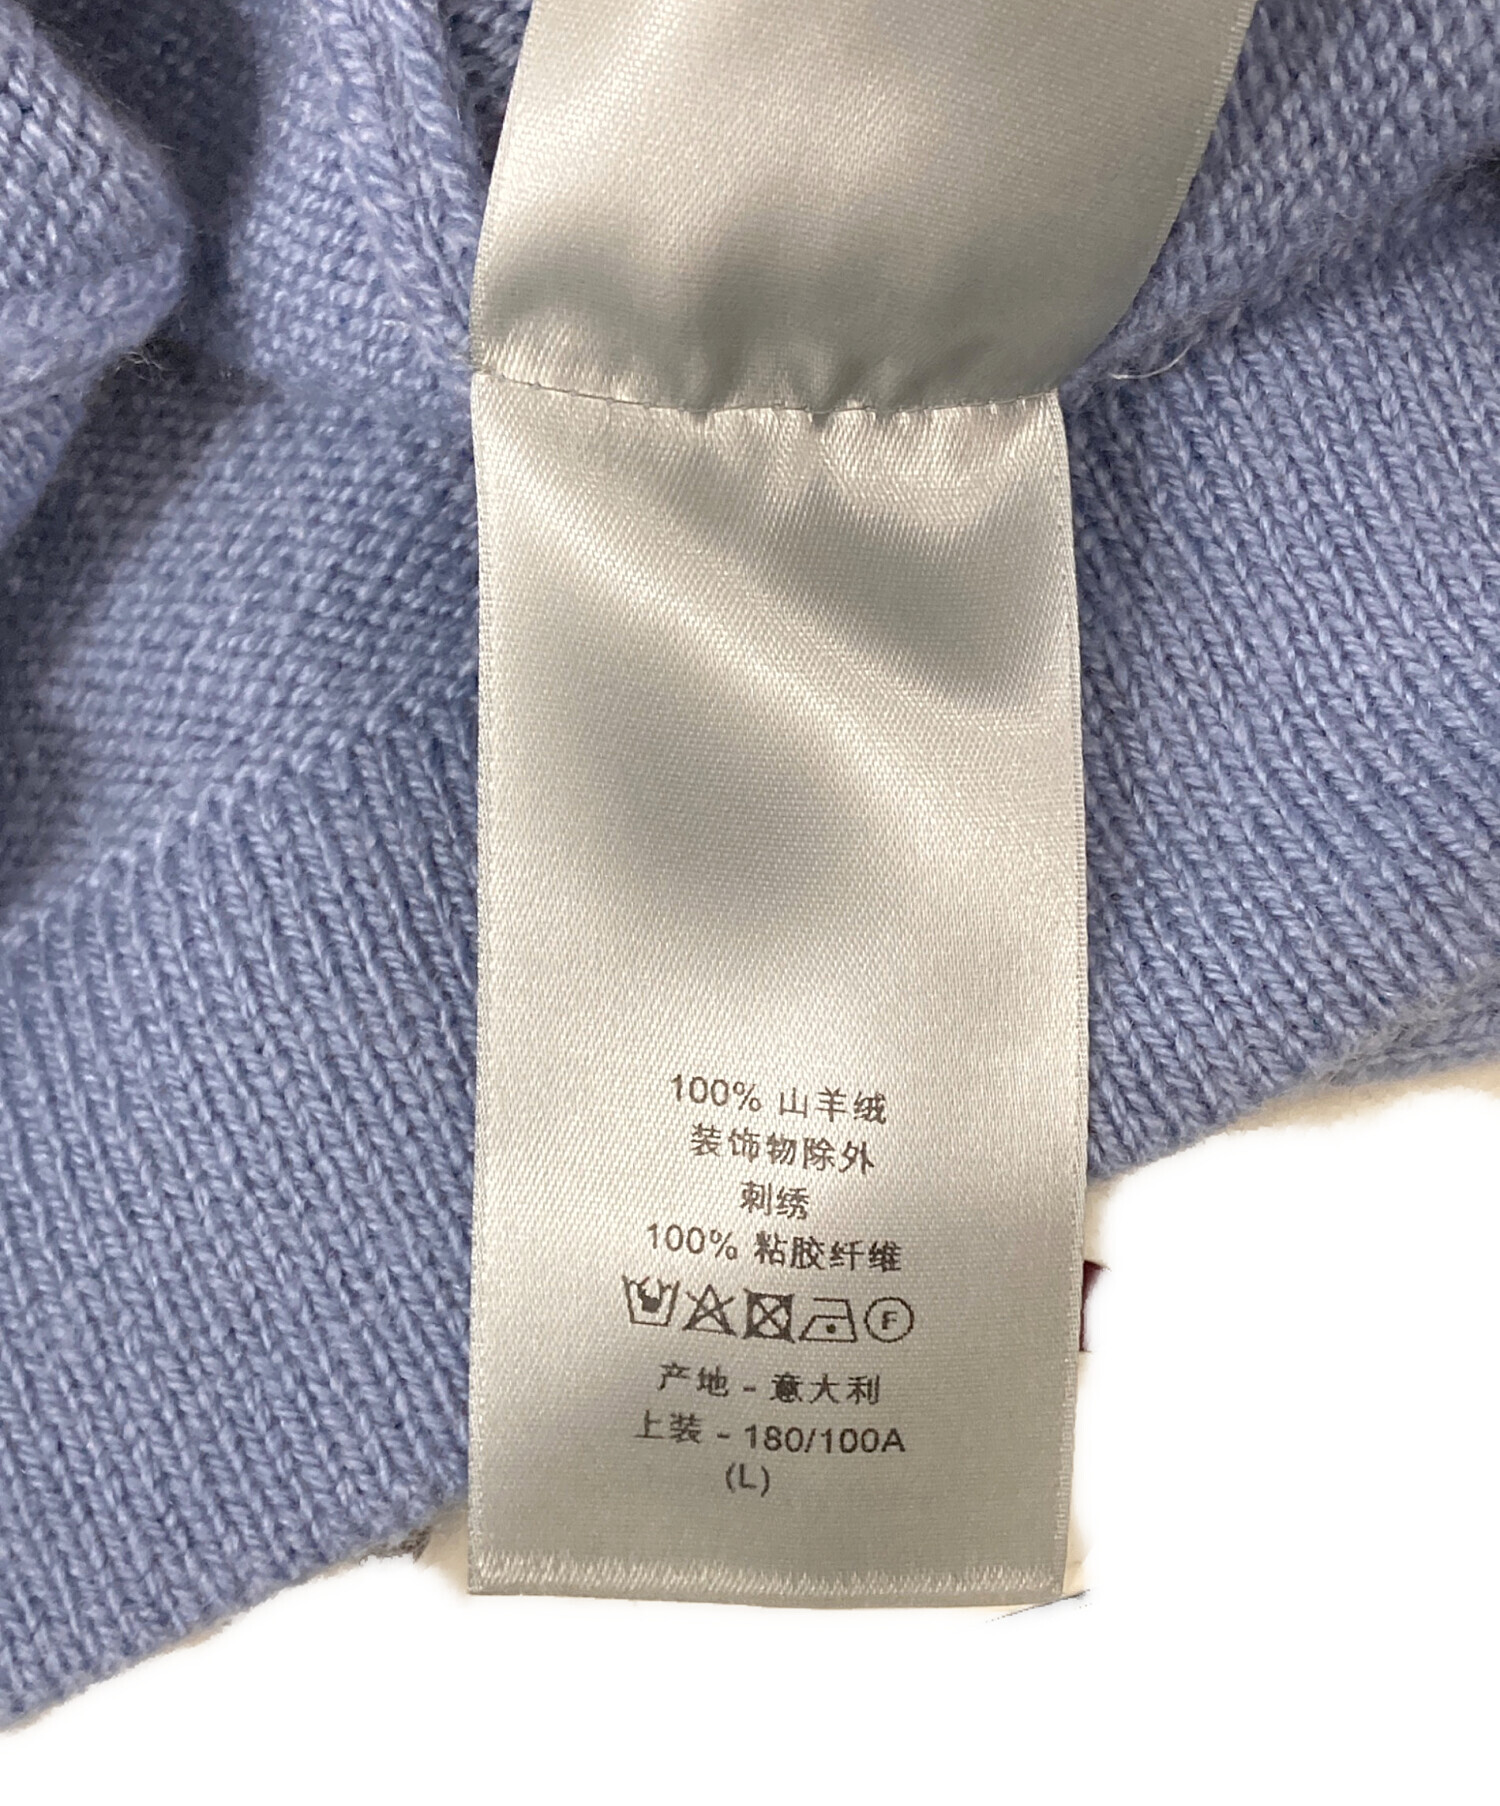 100% 山羊绒
装饰物除外
刺绣
100% 粘胶纤维
F
产地 - 意大利
上装 - 180/100A
(L)